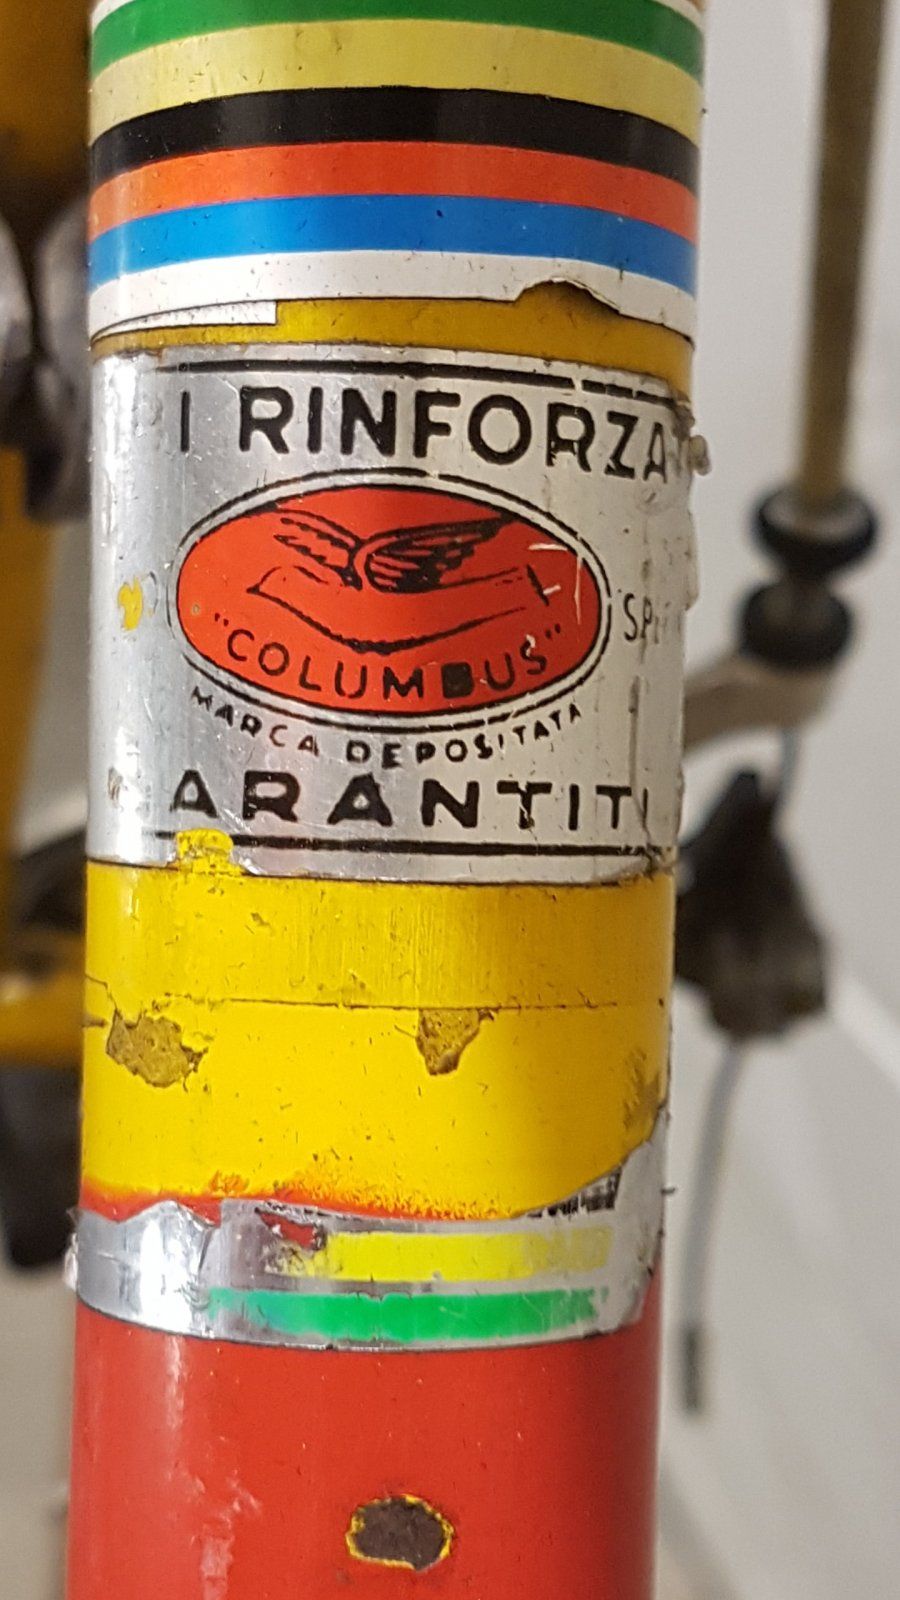 I RINFORZA
"COLUMBUS"
MARCA DEPOSITATA
ARANTITI